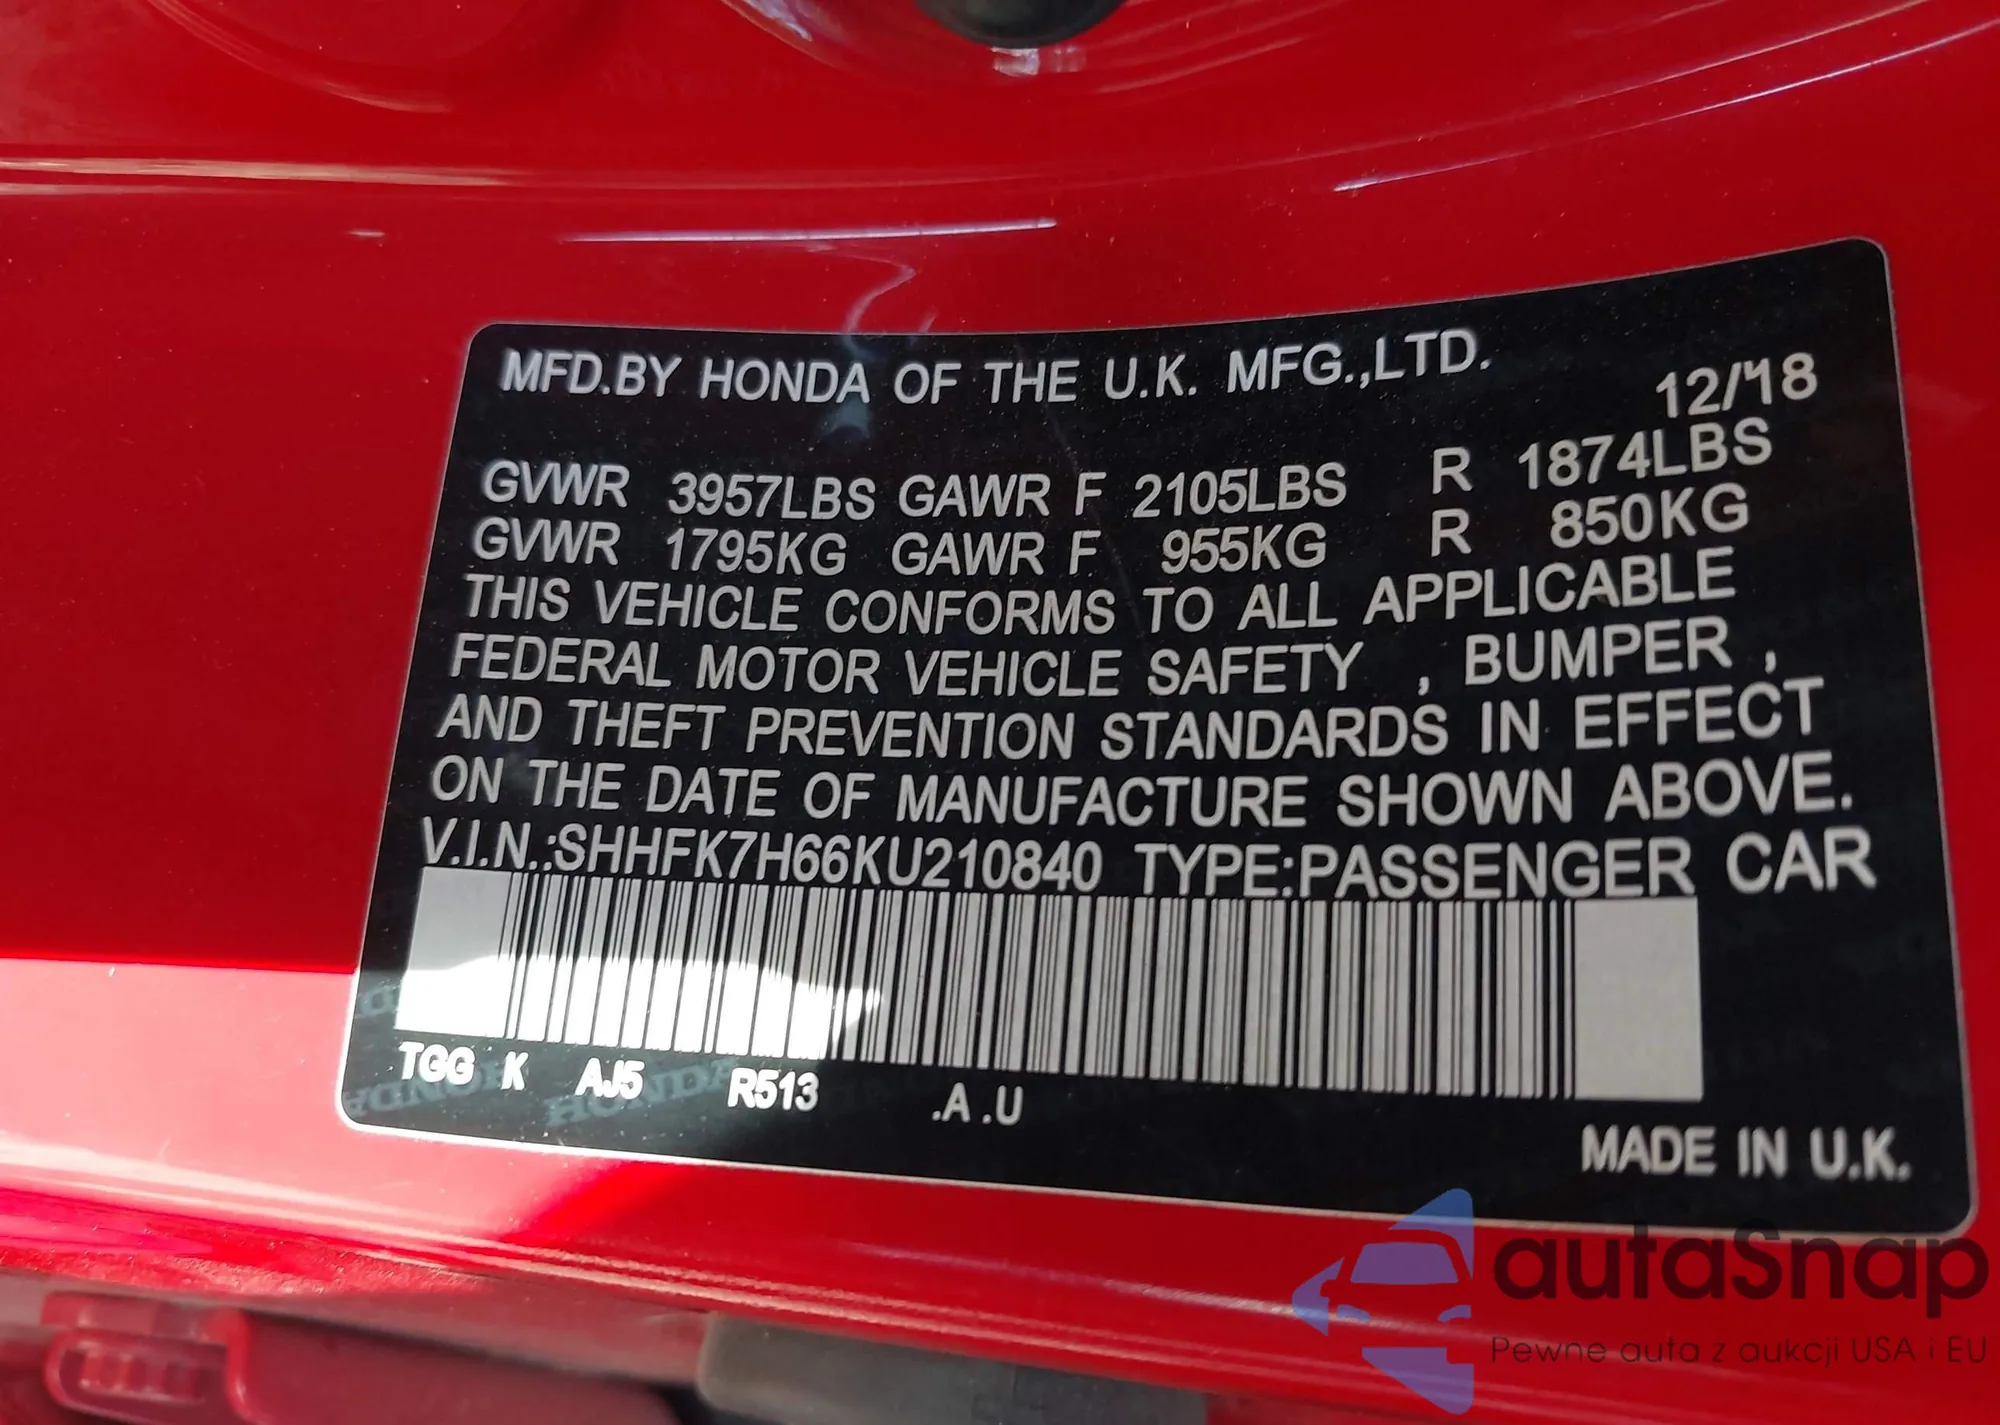 MFD.BY HONDA OF THE U.K. MFG.,LTD.
12/'18
GVWR 3957LBS GAWR F 2105LBS R 1874LBS
GVWR 1795KG GAWR F 955KG R 850KG
THIS VEHICLE CONFORMS TO ALL APPLICABLE
FEDERAL MOTOR VEHICLE SAFETY , BUMPER ,
AND THEFT PREVENTION STANDARDS IN EFFECT
ON THE DATE OF MANUFACTURE SHOWN ABOVE.
V.I.N.:SHHFK7H66KU210840 TYPE:PASSENGER CAR
TGG K AJ5 R513 .A .U
HONDA
MADE IN U.K.
autaSnap
Pewne auta z aukcji USA i EU